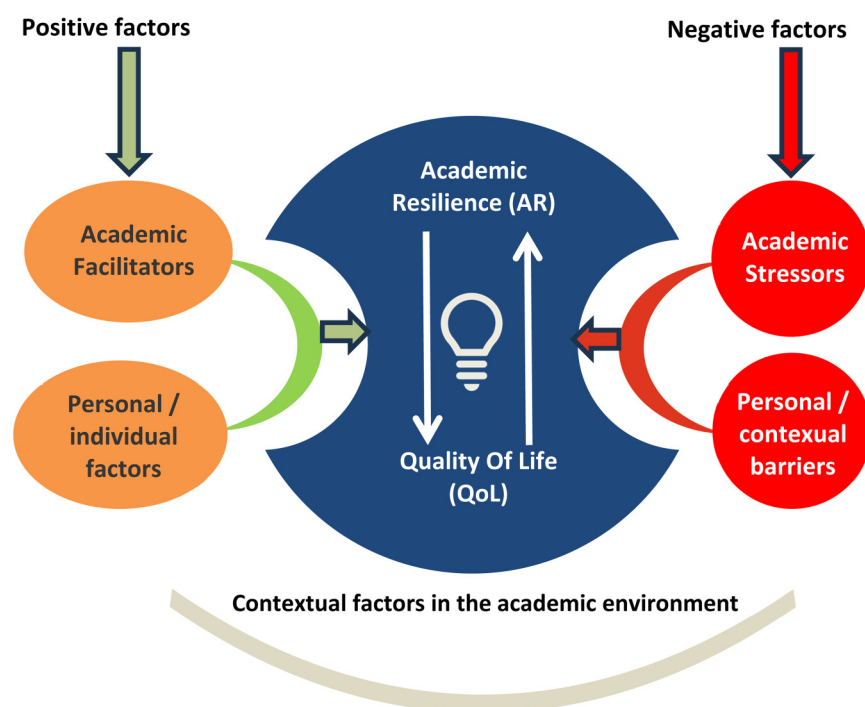 Positive factors
Negative factors
Academic
Facilitators
Personal /
individual
factors
Academic
Resilience (AR)
Quality Of Life
(QoL)
Academic
Stressors
Personal /
contexual
barriers
Contextual factors in the academic environment